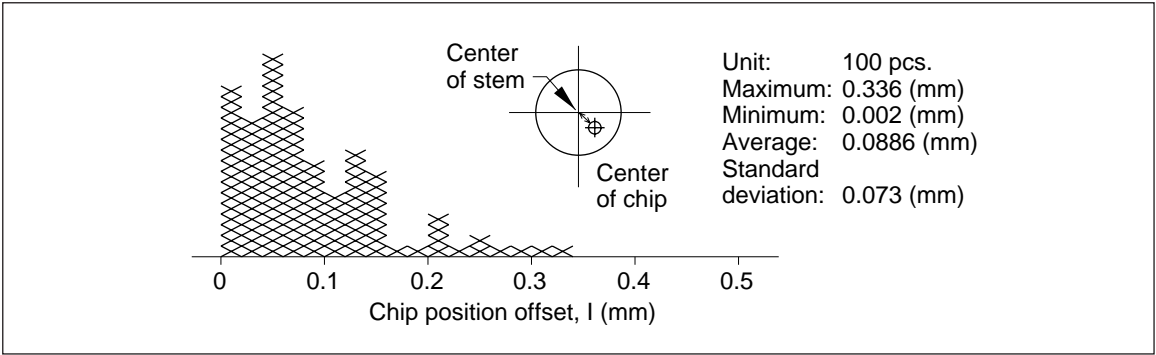 Center
of stem
Center
of chip
Unit: 100 pcs.
Maximum: 0.336 (mm)
Minimum: 0.002 (mm)
Average: 0.0886 (mm)
Standard
deviation: 0.073 (mm)
0 0.1 0.2 0.3 0.4 0.5
Chip position offset, I (mm)